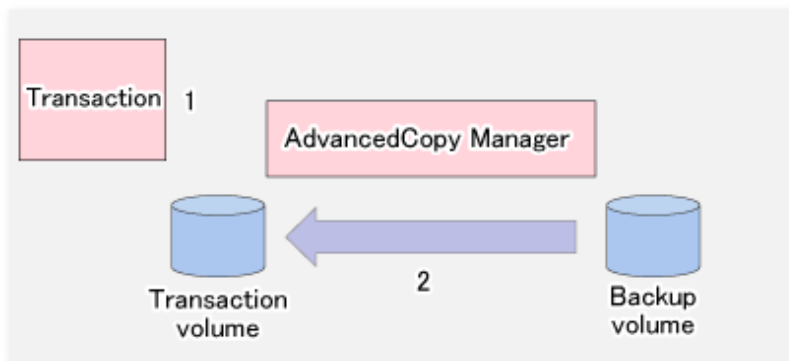 Transaction 1
AdvancedCopy Manager
2
Transaction
volume
Backup
volume